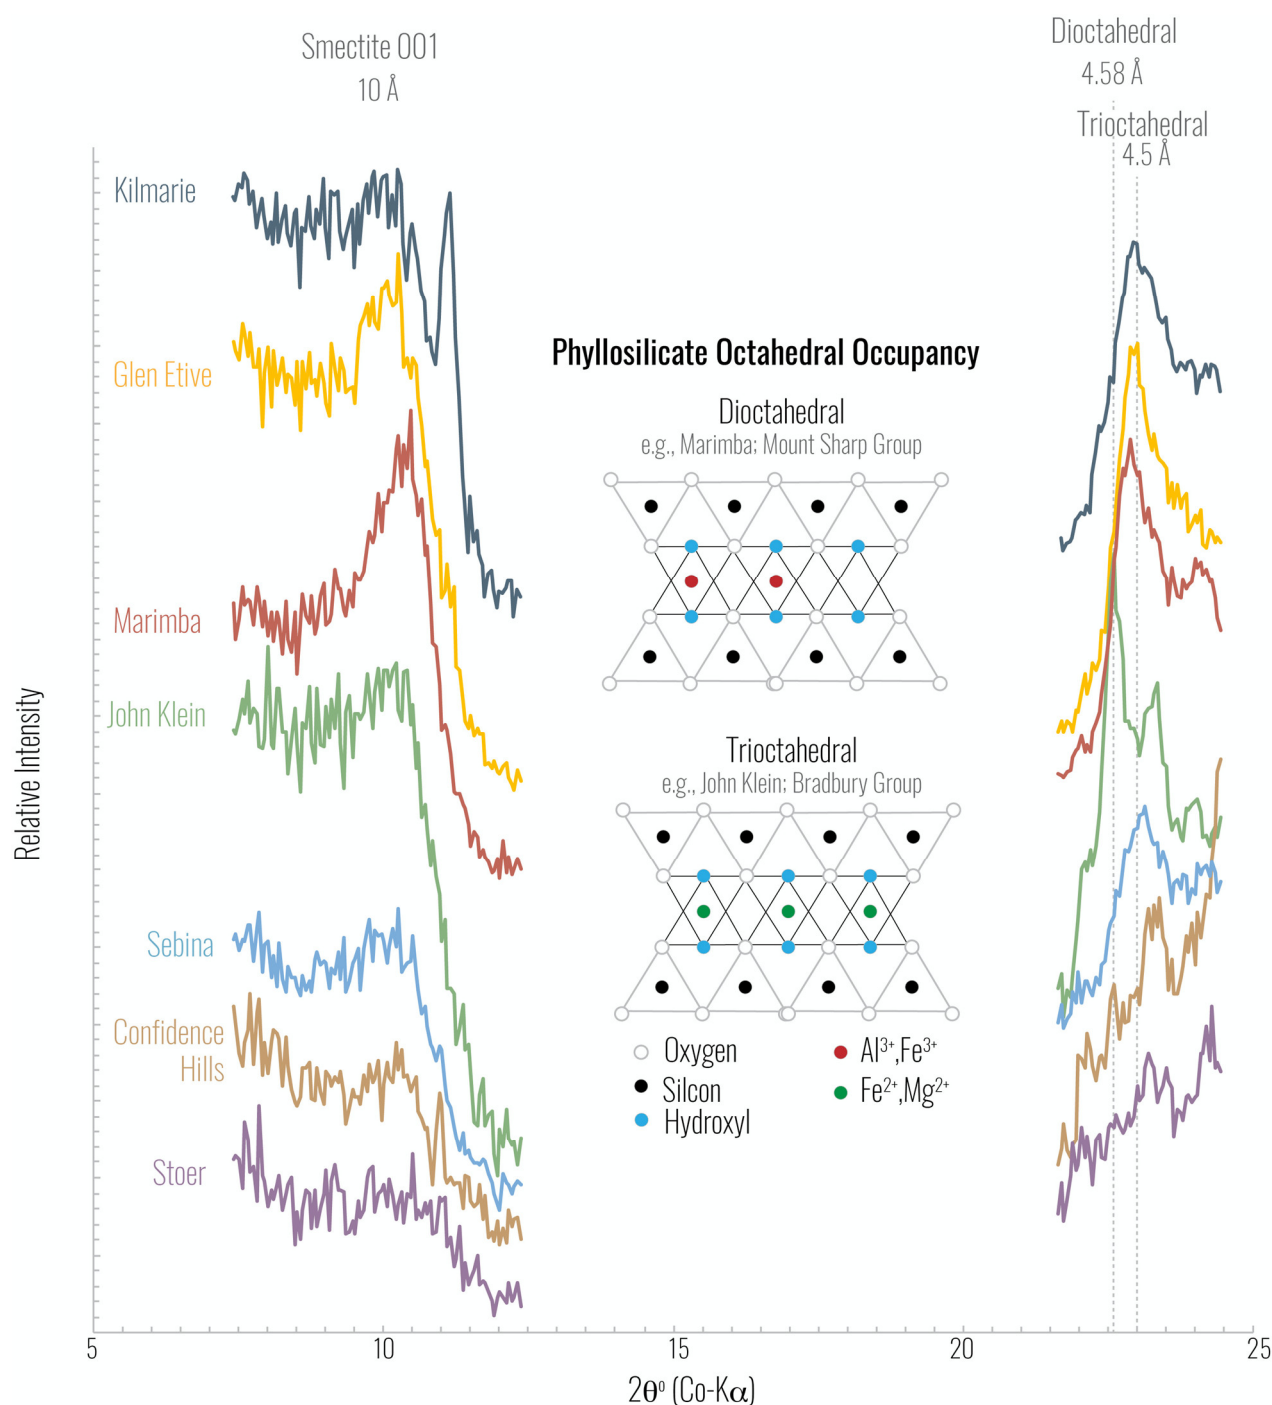 Smectite 001
10 Å
Dioctahedral
4.58 Å
Trioctahedral
4.5 Å
Kilmarie
Glen Etive
Marimba
John Klein
Sebina
Confidence
Hills
Stoer
Relative Intensity
Phyllosilicate Octahedral Occupancy
Dioctahedral
e.g., Marimba; Mount Sharp Group
Trioctahedral
e.g., John Klein; Bradbury Group
Oxygen
Silcon
Hydroxyl
Al³⁺,Fe³⁺
Fe²⁺,Mg²⁺
5 10 15 20 25
2θ⁰ (Co-Kα)